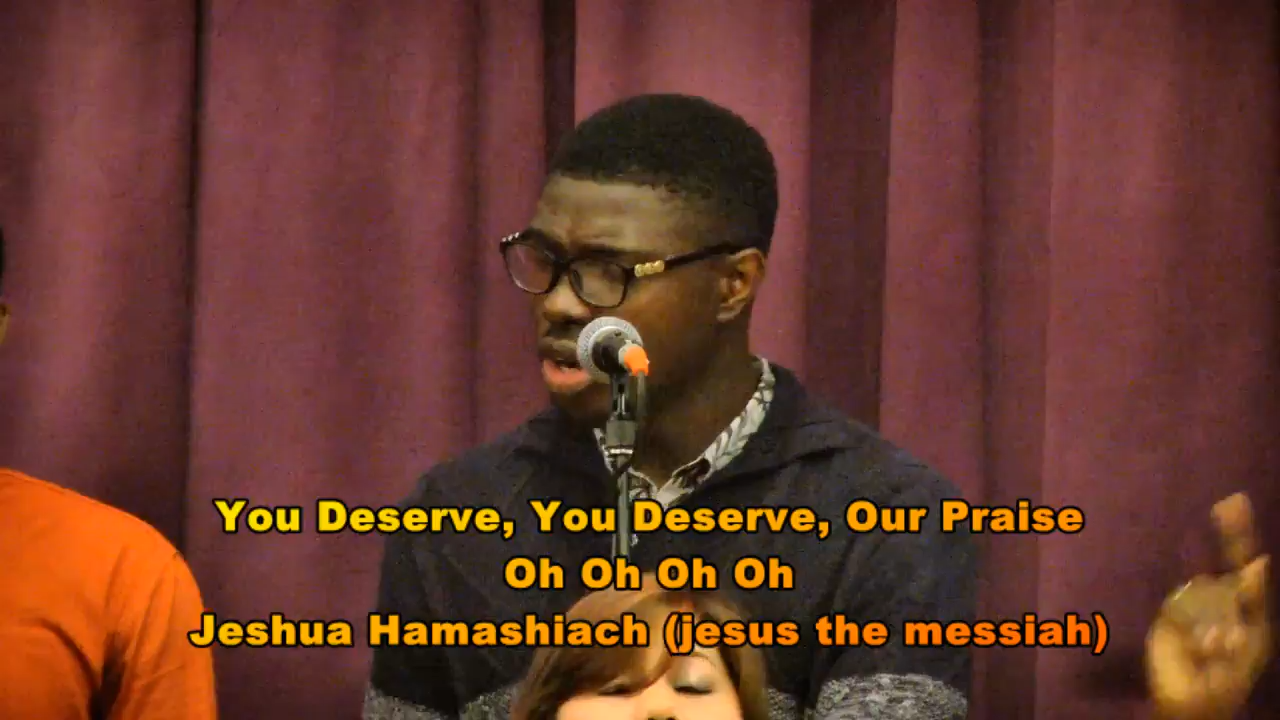 You Deserve, You Deserve, Our Praise
Oh Oh Oh Oh
Jeshua Hamashiach (jesus the messiah)